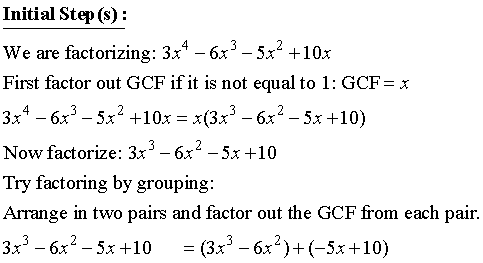 Initial Step(s):
We are factorizing: 3x⁴ − 6x³ − 5x² +10x
First factor out GCF if it is not equal to 1: GCF = x
3x⁴ − 6x³ − 5x² +10x = x(3x³ − 6x² − 5x +10)
Now factorize: 3x³ − 6x² − 5x +10
Try factoring by grouping:
Arrange in two pairs and factor out the GCF from each pair.
3x³ − 6x² − 5x +10 = (3x³ − 6x²) + (−5x +10)